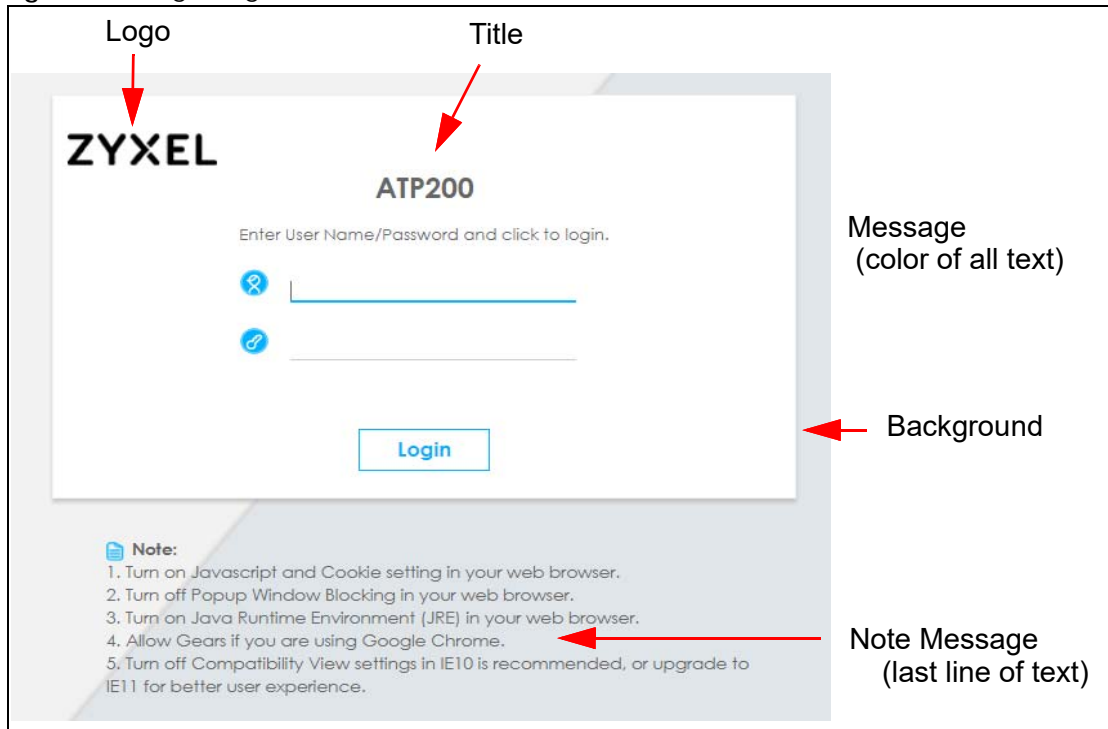 Logo
Title
ZYXEL
ATP200
Enter User Name/Password and click to login.
Message
(color of all text)
Background
Login
Note:
1. Turn on Javascript and Cookie setting in your web browser.
2. Turn off Popup Window Blocking in your web browser.
3. Turn on Java Runtime Environment (JRE) in your web browser.
4. Allow Gears if you are using Google Chrome.
5. Turn off Compatibility View settings in IE10 is recommended, or upgrade to
IE11 for better user experience.
Note Message
(last line of text)